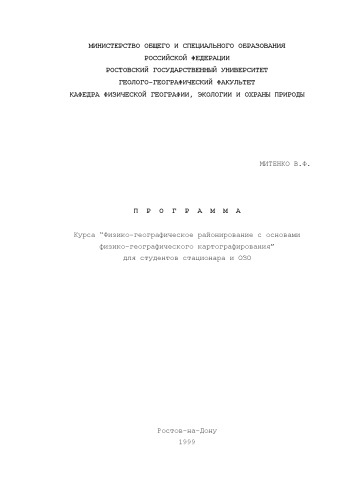 МИНИСТЕРСТВО ОБЩЕГО И СПЕЦИАЛЬНОГО ОБРАЗОВАНИЯ
РОССИЙСКОЙ ФЕДЕРАЦИИ
РОСТОВСКИЙ ГОСУДАРСТВЕННЫЙ УНИВЕРСИТЕТ
ГЕОЛОГО-ГЕОГРАФИЧЕСКИЙ ФАКУЛЬТЕТ
КАФЕДРА ФИЗИЧЕСКОЙ ГЕОГРАФИИ, ЭКОЛОГИИ И ОХРАНЫ ПРИРОДЫ
МИТЕНКО В.Ф.
П Р О Г Р А М М А
Курса "Физико-географическое районирование с основами
физико-географического картографирования"
для студентов стационара и ОЗО
Ростов-на-Дону
1999